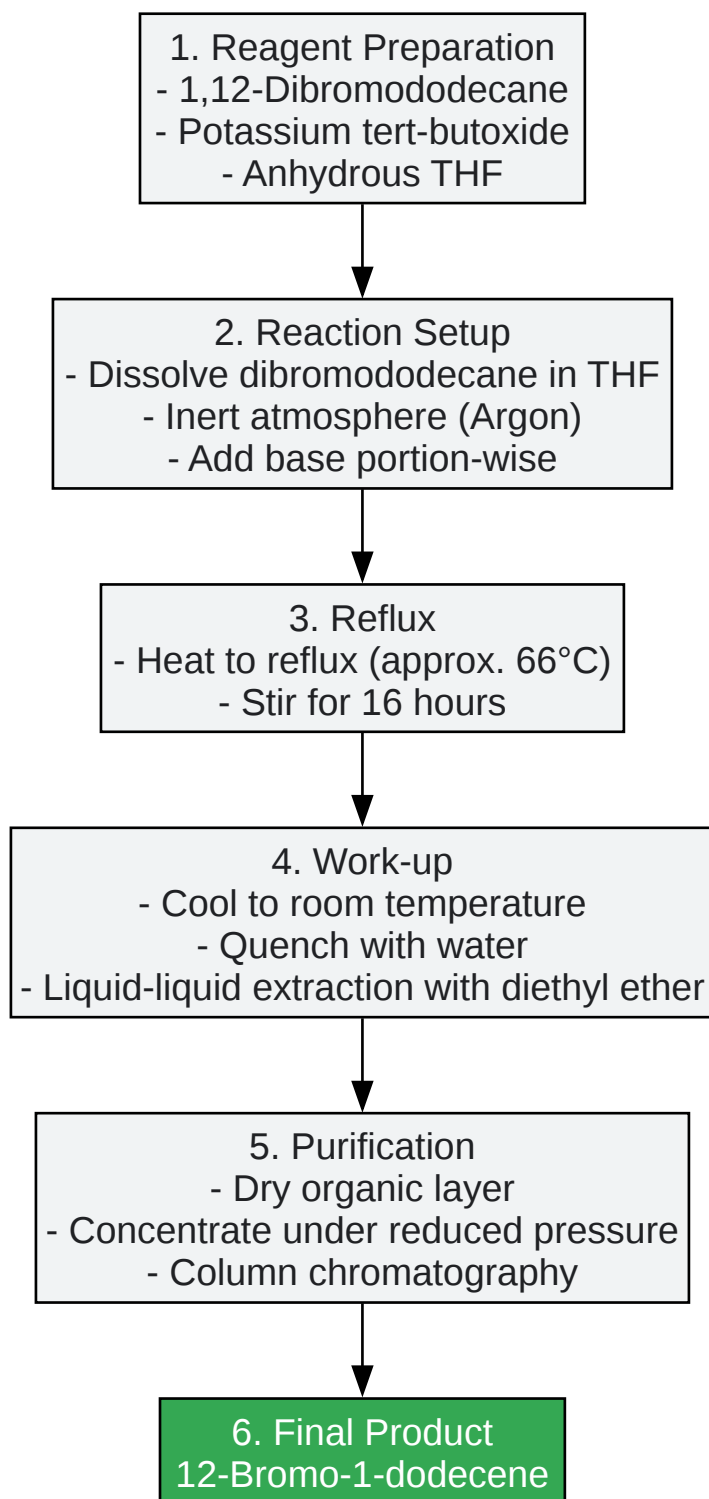 1. Reagent Preparation
- 1,12-Dibromododecane
- Potassium tert-butoxide
- Anhydrous THF
2. Reaction Setup
- Dissolve dibromododecane in THF
- Inert atmosphere (Argon)
- Add base portion-wise
3. Reflux
- Heat to reflux (approx. 66°C)
- Stir for 16 hours
4. Work-up
- Cool to room temperature
- Quench with water
- Liquid-liquid extraction with diethyl ether
5. Purification
- Dry organic layer
- Concentrate under reduced pressure
- Column chromatography
6. Final Product
12-Bromo-1-dodecene